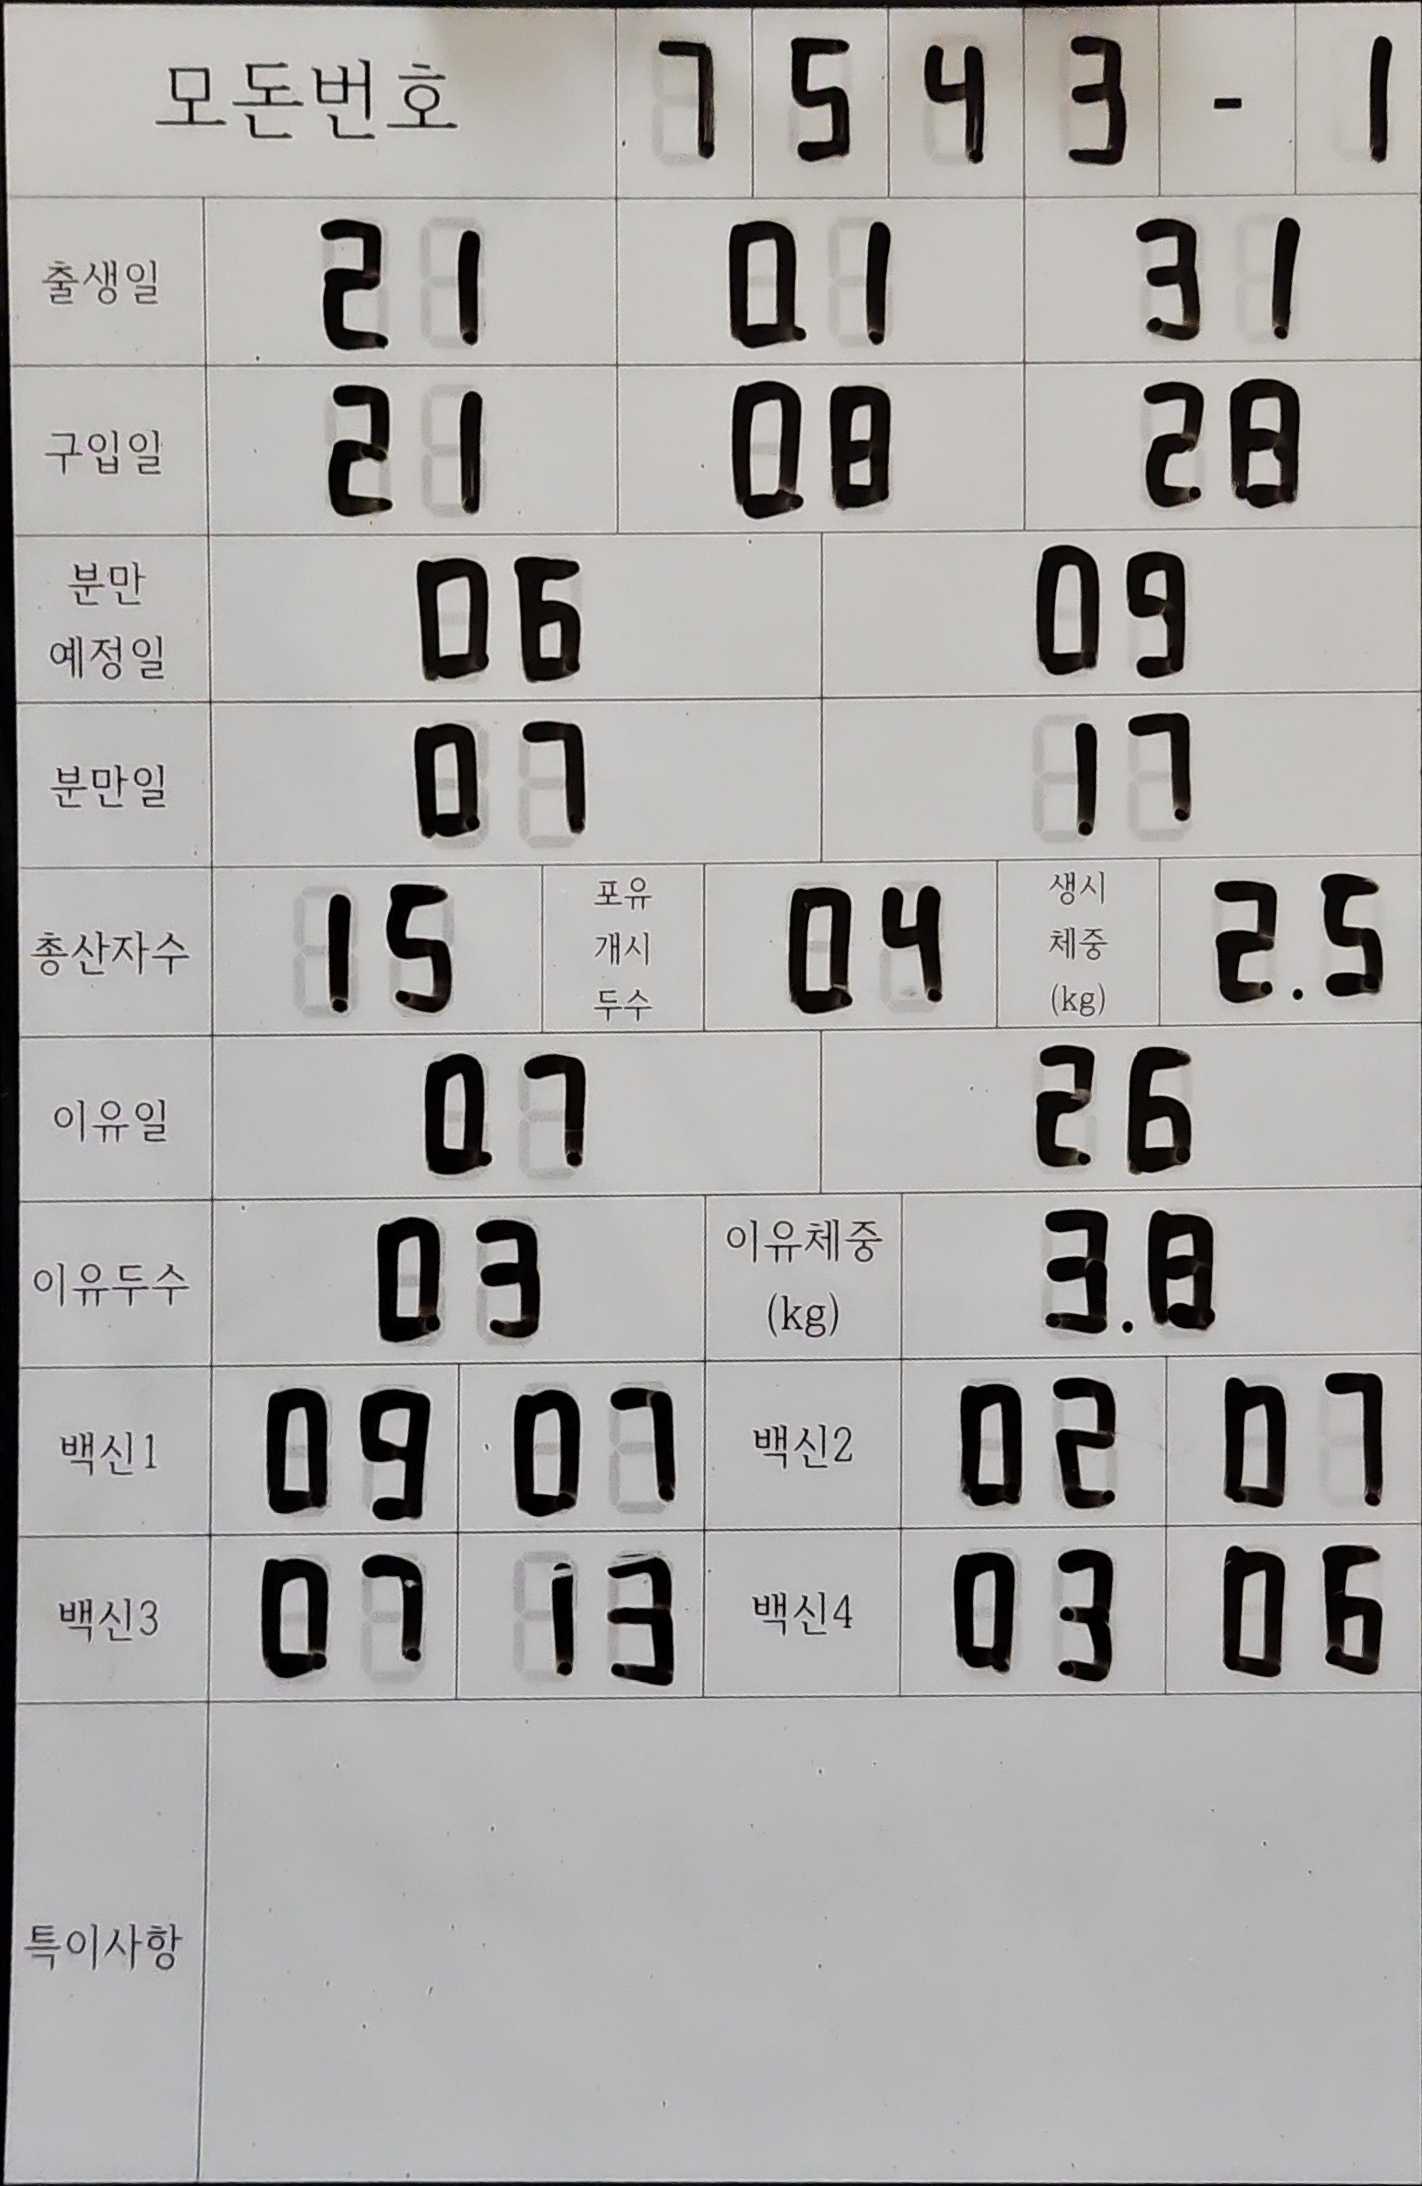 모돈번호 7 5 4 3 - 1
출생일 21 01 31
구입일 21 08 28
분만 예정일 06 09
분만일 07 17
총산자수 15 포유 개시 두수 04 생시 체중 (kg) 2.5
이유일 07 26
이유두수 03 이유체중 (kg) 3.8
백신1 09 07 백신2 02 07
백신3 07 13 백신4 03 06
특이사항